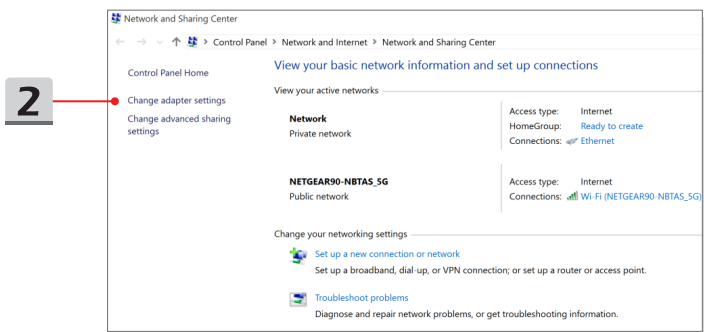 Network and Sharing Center
Control Panel > Network and Internet > Network and Sharing Center
2
Control Panel Home
Change adapter settings
Change advanced sharing
settings
View your basic network information and set up connections
View your active networks
Network
Private network
Access type: Internet
HomeGroup: Ready to create
Connections: Ethernet
NETGEAR90-NBTAS_5G
Public network
Access type: Internet
Connections: Wi-Fi (NETGEAR90-NBTAS_5G)
Change your networking settings
Set up a new connection or network
Set up a broadband, dial-up, or VPN connection; or set up a router or access point.
Troubleshoot problems
Diagnose and repair network problems, or get troubleshooting information.